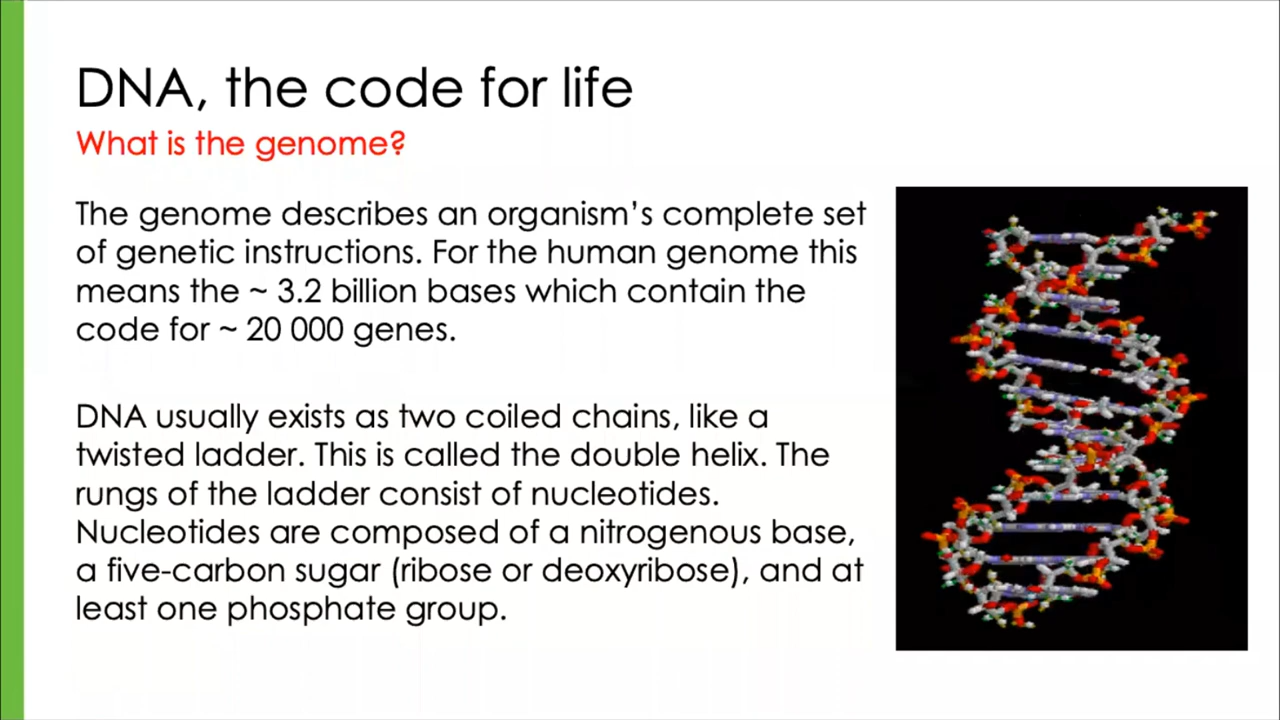 DNA, the code for life
What is the genome?
The genome describes an organism’s complete set
of genetic instructions. For the human genome this
means the ~ 3.2 billion bases which contain the
code for ~ 20 000 genes.
DNA usually exists as two coiled chains, like a
twisted ladder. This is called the double helix. The
rungs of the ladder consist of nucleotides.
Nucleotides are composed of a nitrogenous base,
a five-carbon sugar (ribose or deoxyribose), and at
least one phosphate group.